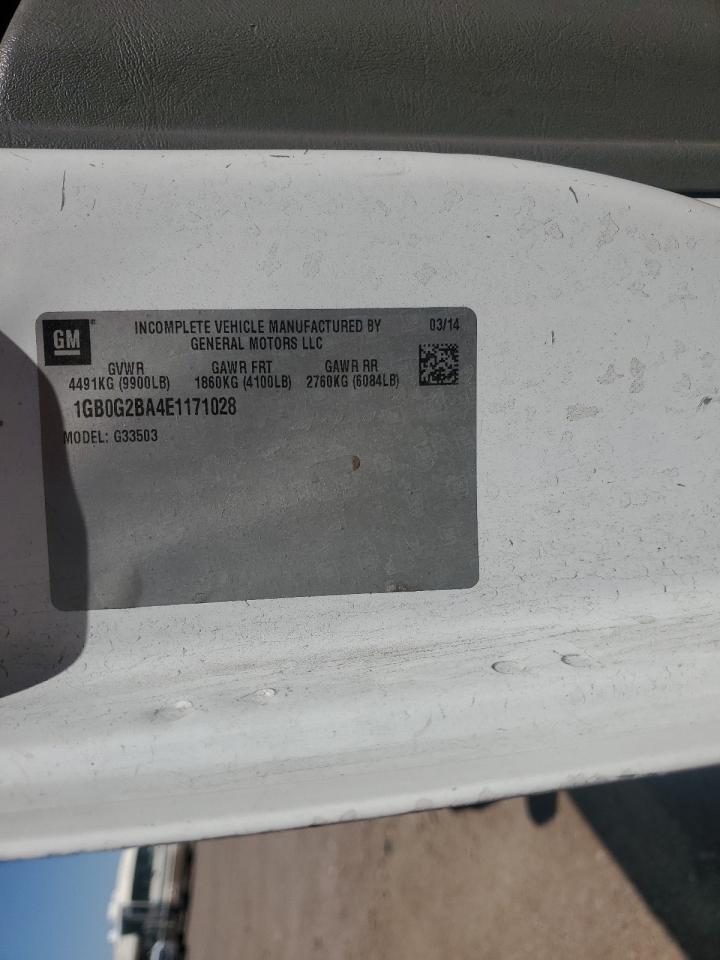 GM ®
INCOMPLETE VEHICLE MANUFACTURED BY 03/14
GENERAL MOTORS LLC
GVWR GAWR FRT GAWR RR
4491KG (9900LB) 1860KG (4100LB) 2760KG (6084LB)
1GB0G2BA4E1171028
MODEL: G33503